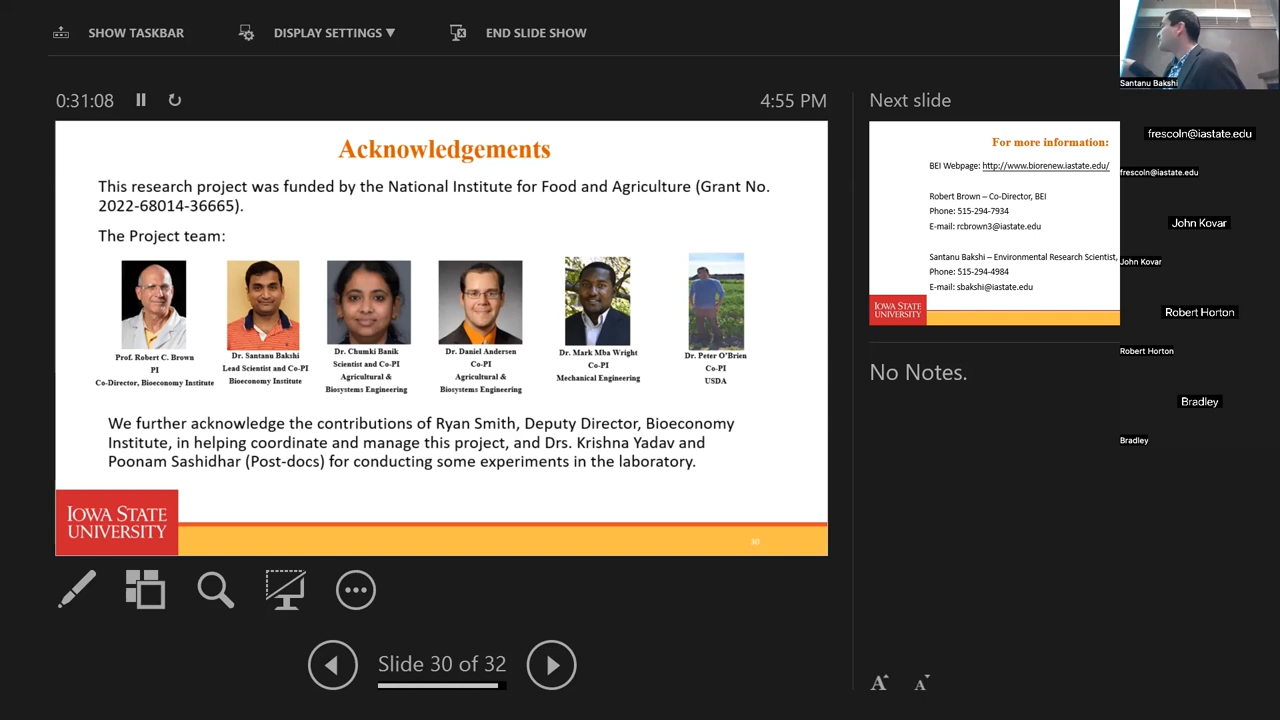 SHOW TASKBAR
DISPLAY SETTINGS ▼
END SLIDE SHOW
0:31:08
4:55 PM
Acknowledgements
This research project was funded by the National Institute for Food and Agriculture (Grant No.
2022-68014-36665).
The Project team:
Prof. Robert C. Brown
PI
Co-Director, Bioeconomy Institute
Dr. Santanu Bakshi
Lead Scientist and Co-PI
Bioeconomy Institute
Dr. Chumki Banik
Scientist and Co-PI
Agricultural &
Biosystems Engineering
Dr. Daniel Andersen
Co-PI
Agricultural &
Biosystems Engineering
Dr. Mark Mba Wright
Co-PI
Mechanical Engineering
Dr. Peter O'Brien
Co-PI
USDA
We further acknowledge the contributions of Ryan Smith, Deputy Director, Bioeconomy
Institute, in helping coordinate and manage this project, and Drs. Krishna Yadav and
Poonam Sashidhar (Post-docs) for conducting some experiments in the laboratory.
IOWA STATE
UNIVERSITY
30
Slide 30 of 32
Next slide
For more information:
BEI Webpage: http://www.biorenew.iastate.edu/
Robert Brown – Co-Director, BEI
Phone: 515-294-7934
E-mail: rcbrown3@iastate.edu
Santanu Bakshi – Environmental Research Scientist,
Phone: 515-294-4984
E-mail: sbakshi@iastate.edu
IOWA STATE
UNIVERSITY
No Notes.
A A
Santanu Bakshi
frescoln@iastate.edu
frescoln@iastate.edu
John Kovar
John Kovar
Robert Horton
Robert Horton
Bradley
Bradley